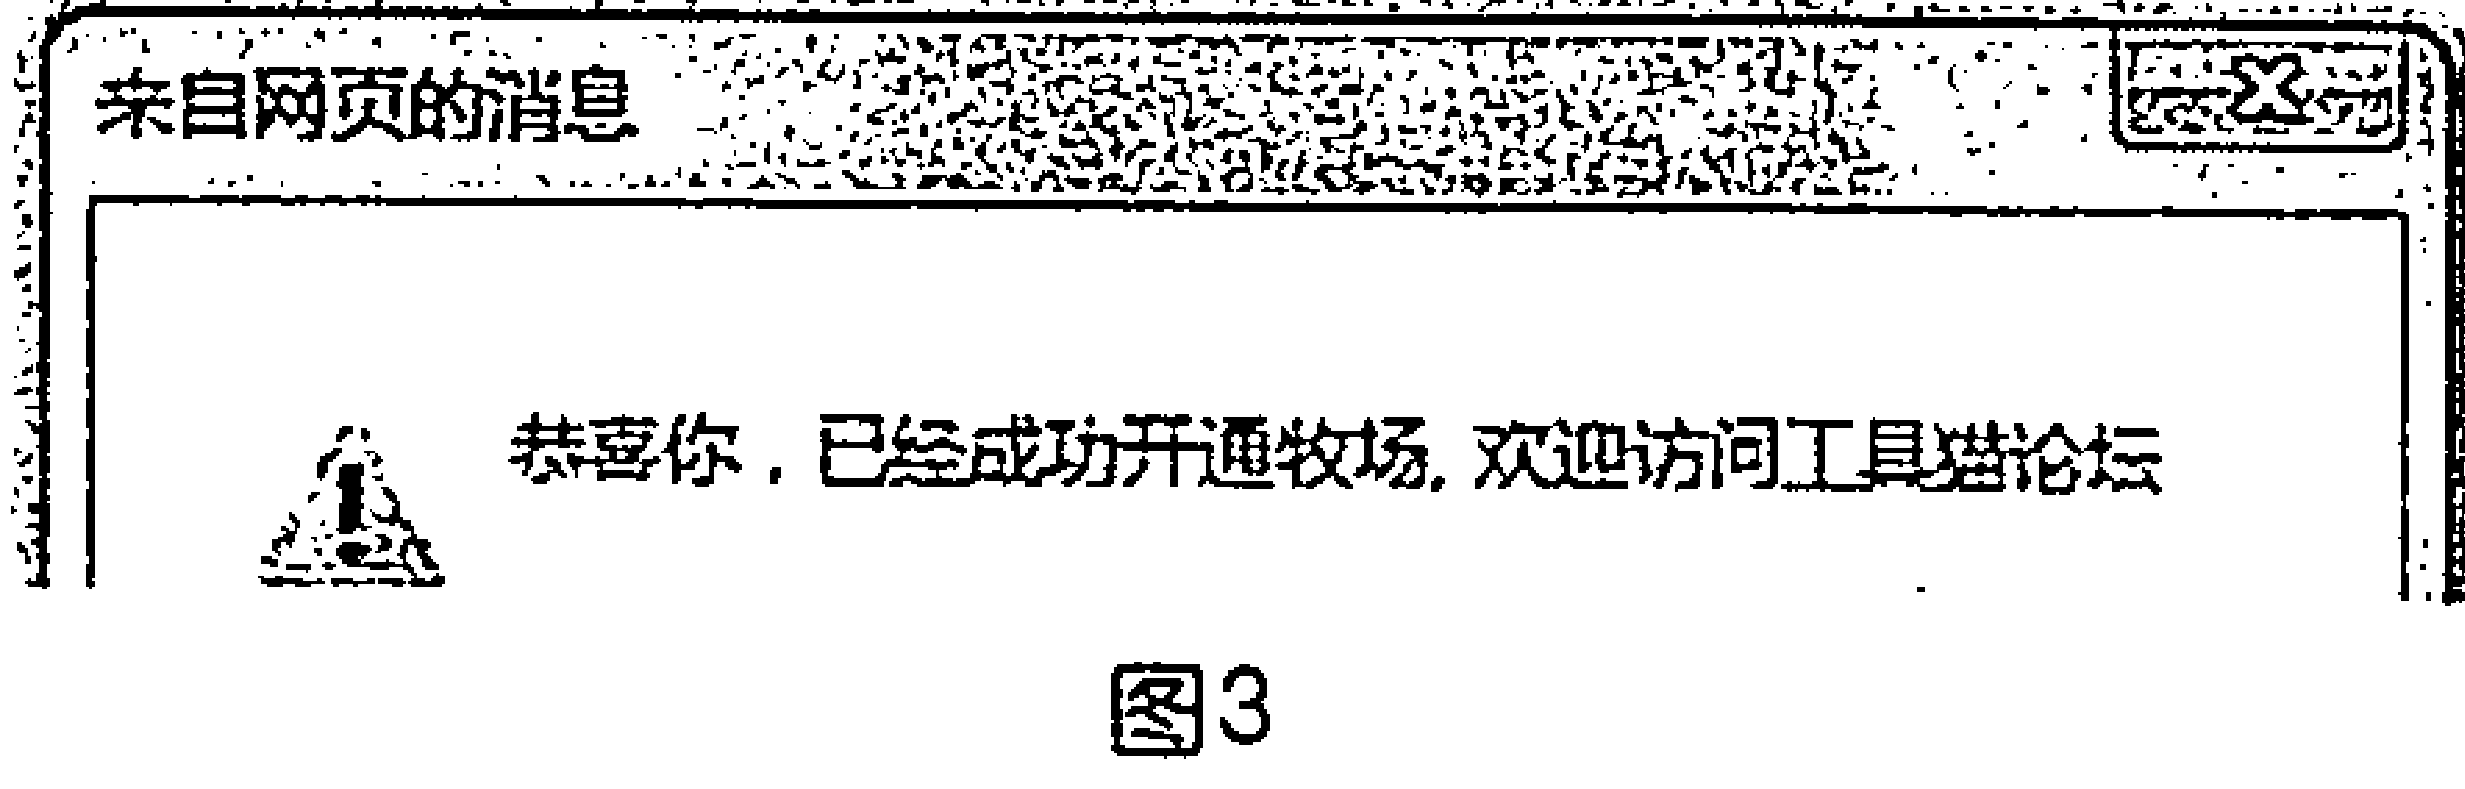 来自网页的消息
恭喜你，已经成功开通牧场, 欢迎访问工具猫论坛
图3